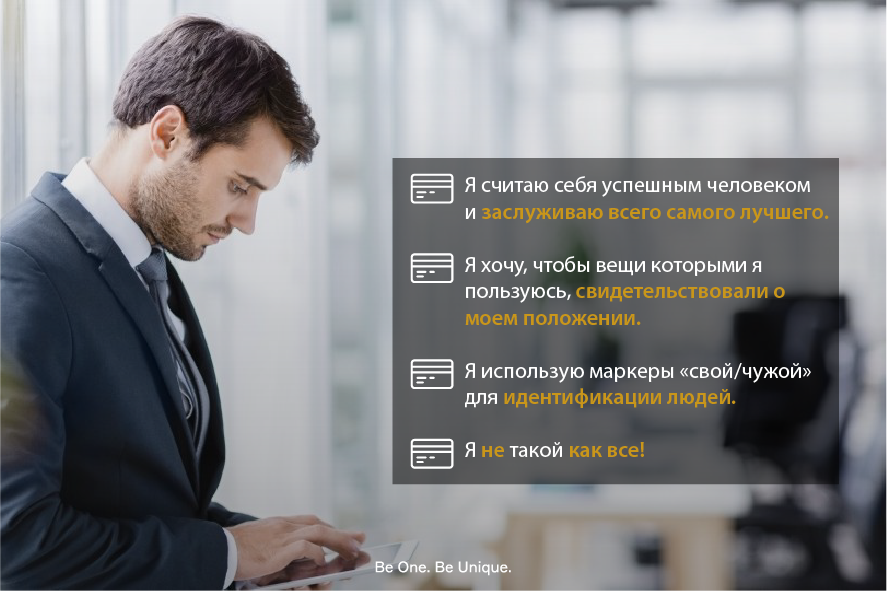 Я считаю себя успешным человеком
и заслуживаю всего самого лучшего.
Я хочу, чтобы вещи которыми я
пользуюсь, свидетельствовали о
моем положении.
Я использую маркеры «свой/чужой»
для идентификации людей.
Я не такой как все!
Be One. Be Unique.